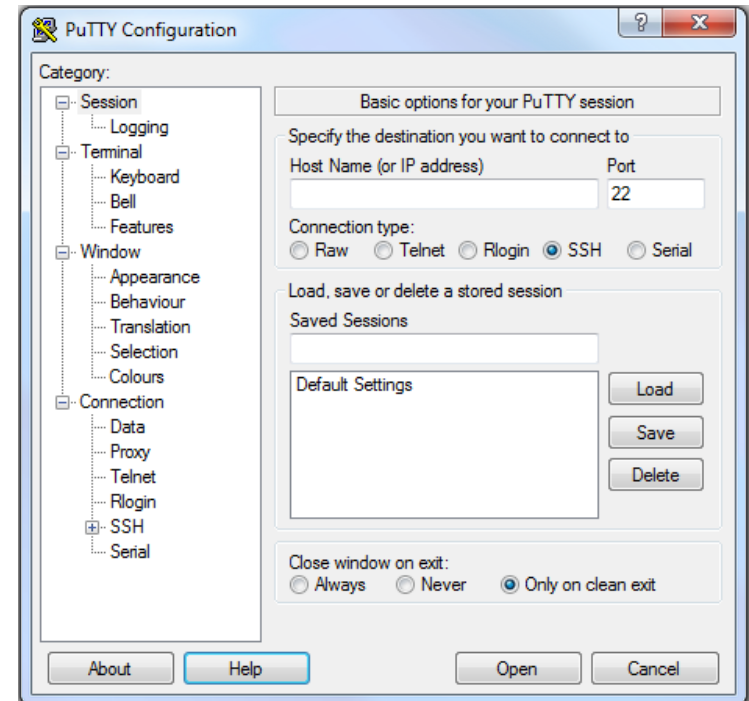 PuTTY Configuration
Category:
Session
Logging
Terminal
Keyboard
Bell
Features
Window
Appearance
Behaviour
Translation
Selection
Colours
Connection
Data
Proxy
Telnet
Rlogin
SSH
Serial
Basic options for your PuTTY session
Specify the destination you want to connect to
Host Name (or IP address) Port
22
Connection type:
Raw Telnet Rlogin SSH Serial
Load, save or delete a stored session
Saved Sessions
Default Settings
Load
Save
Delete
Close window on exit:
Always Never Only on clean exit
About Help Open Cancel